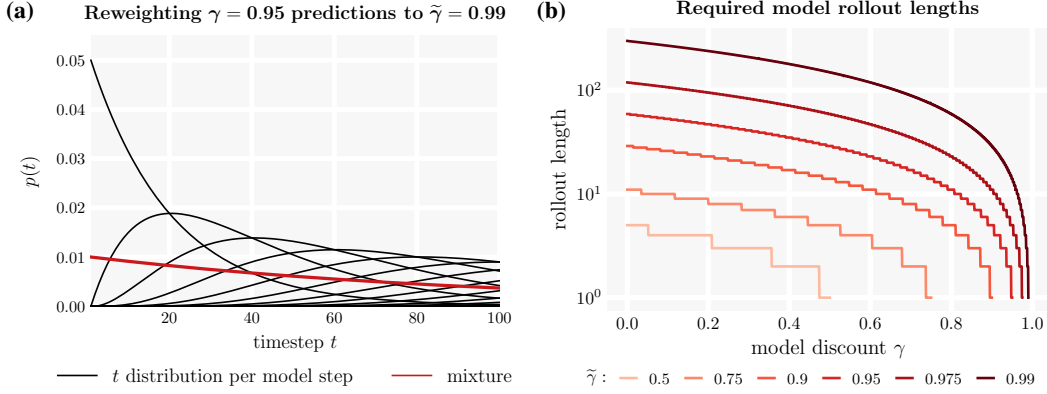 (a)
Reweighting γ = 0.95 predictions to γ̃ = 0.99
0.05
0.04
0.03
0.02
0.01
0.00
p(t)
20
40
60
80
100
timestep t
t distribution per model step
mixture
(b)
Required model rollout lengths
10²
10¹
10⁰
rollout length
0.0
0.2
0.4
0.6
0.8
1.0
model discount γ
γ̃ : 0.5 0.75 0.9 0.95 0.975 0.99